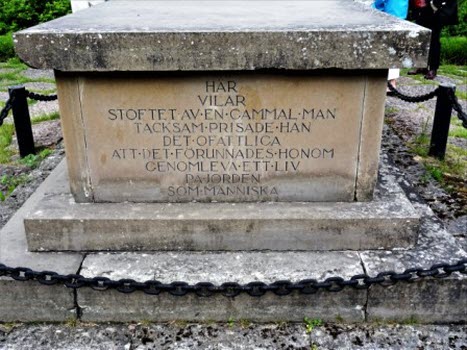 HAR
VILAR
STOFTET·AV·EN·GAMMAL·MAN
TACKSAM·PRISADE·HAN
DET·OFATTLIGA
ATT·DET·FÖRUNNADES·HONOM
GENOMLEVA·ETT·LIV
PÅ·JORDEN
SOM·MÄNNISKA